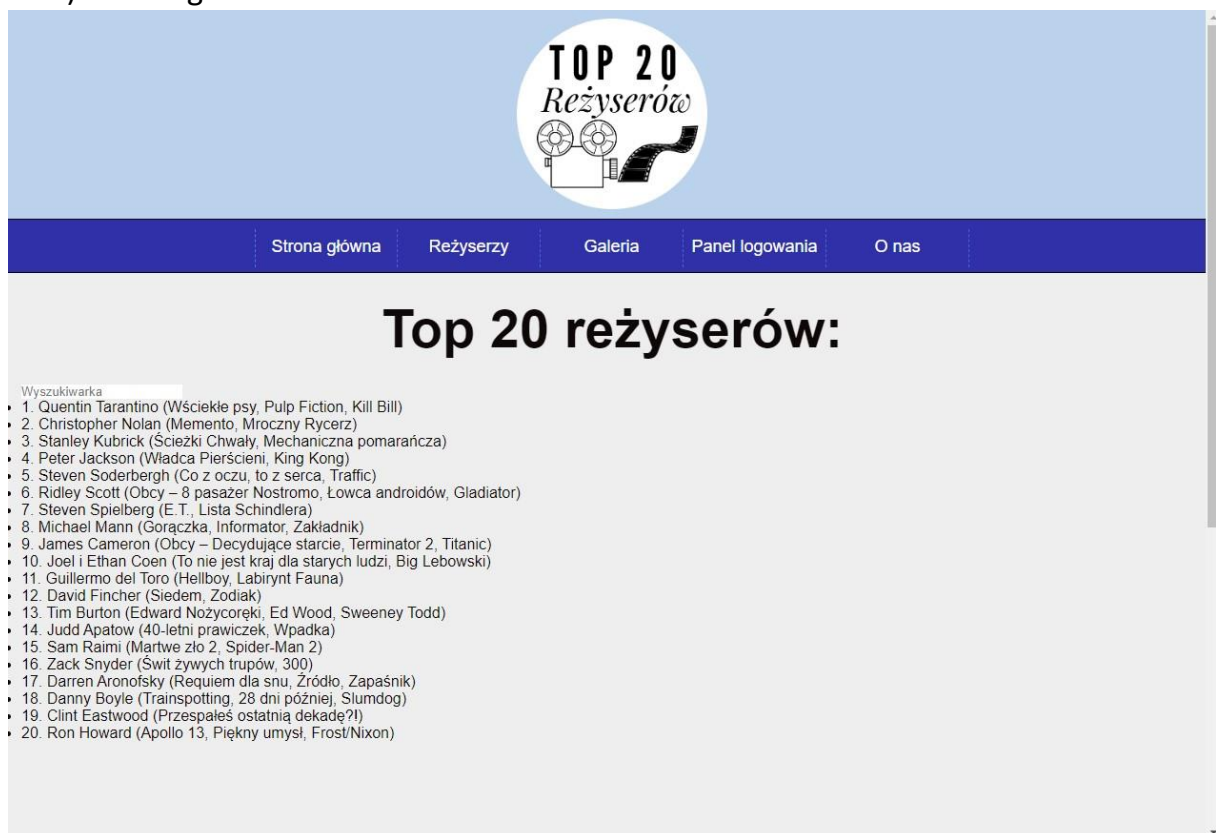 TOP 20
Reżyserów
Strona główna Reżyserzy Galeria Panel logowania O nas
Top 20 reżyserów:
Wyszukiwarka
1. Quentin Tarantino (Wściekłe psy, Pulp Fiction, Kill Bill)
2. Christopher Nolan (Memento, Mroczny Rycerz)
3. Stanley Kubrick (Ścieżki Chwały, Mechaniczna pomarańcza)
4. Peter Jackson (Władca Pierścieni, King Kong)
5. Steven Soderbergh (Co z oczu, to z serca, Traffic)
6. Ridley Scott (Obcy – 8 pasażer Nostromo, Łowca androidów, Gladiator)
7. Steven Spielberg (E.T., Lista Schindlera)
8. Michael Mann (Gorączka, Informator, Zakładnik)
9. James Cameron (Obcy – Decydujące starcie, Terminator 2, Titanic)
10. Joel i Ethan Coen (To nie jest kraj dla starych ludzi, Big Lebowski)
11. Guillermo del Toro (Hellboy, Labirynt Fauna)
12. David Fincher (Siedem, Zodiak)
13. Tim Burton (Edward Nożycoręki, Ed Wood, Sweeney Todd)
14. Judd Apatow (40-letni prawiczek, Wpadka)
15. Sam Raimi (Martwe zło 2, Spider-Man 2)
16. Zack Snyder (Świt żywych trupów, 300)
17. Darren Aronofsky (Requiem dla snu, Źródło, Zapaśnik)
18. Danny Boyle (Trainspotting, 28 dni później, Slumdog)
19. Clint Eastwood (Przespałeś ostatnią dekadę?!)
20. Ron Howard (Apollo 13, Piękny umysł, Frost/Nixon)